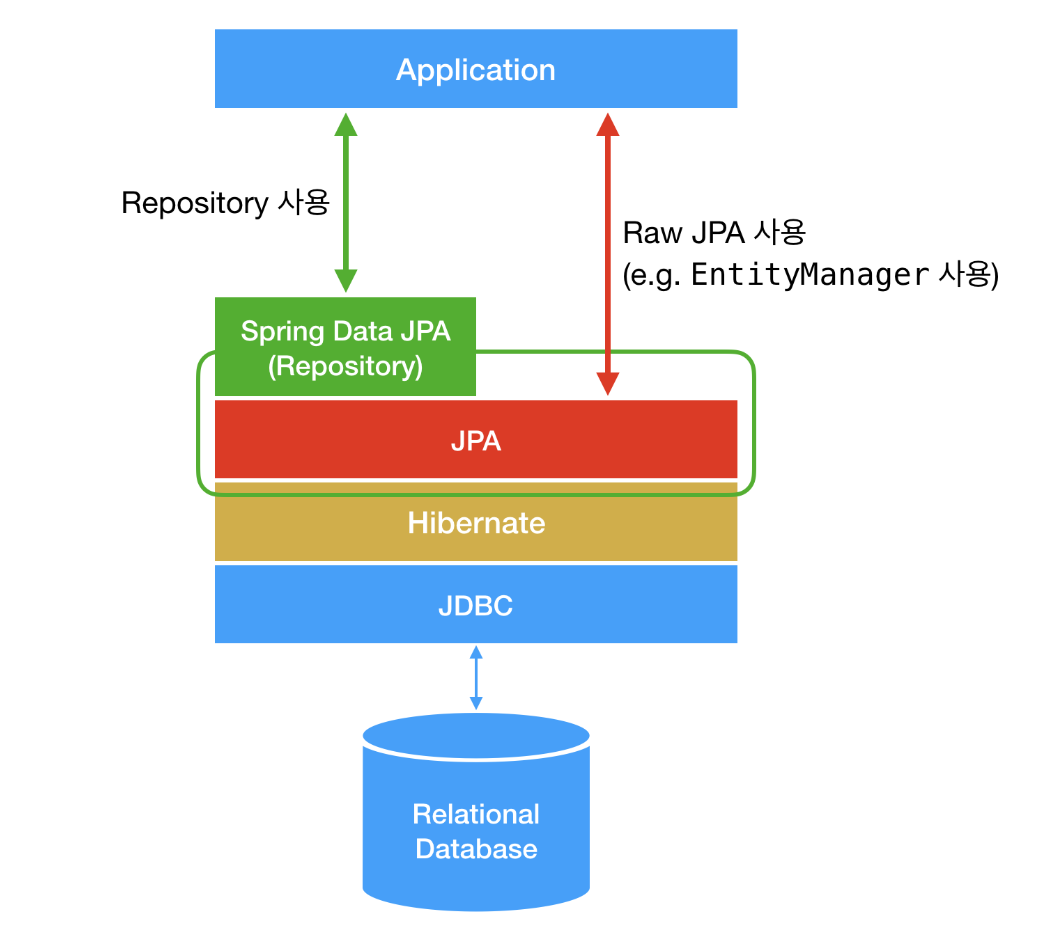 Application
Repository 사용
Raw JPA 사용
(e.g. EntityManager 사용)
Spring Data JPA
(Repository)
JPA
Hibernate
JDBC
Relational
Database